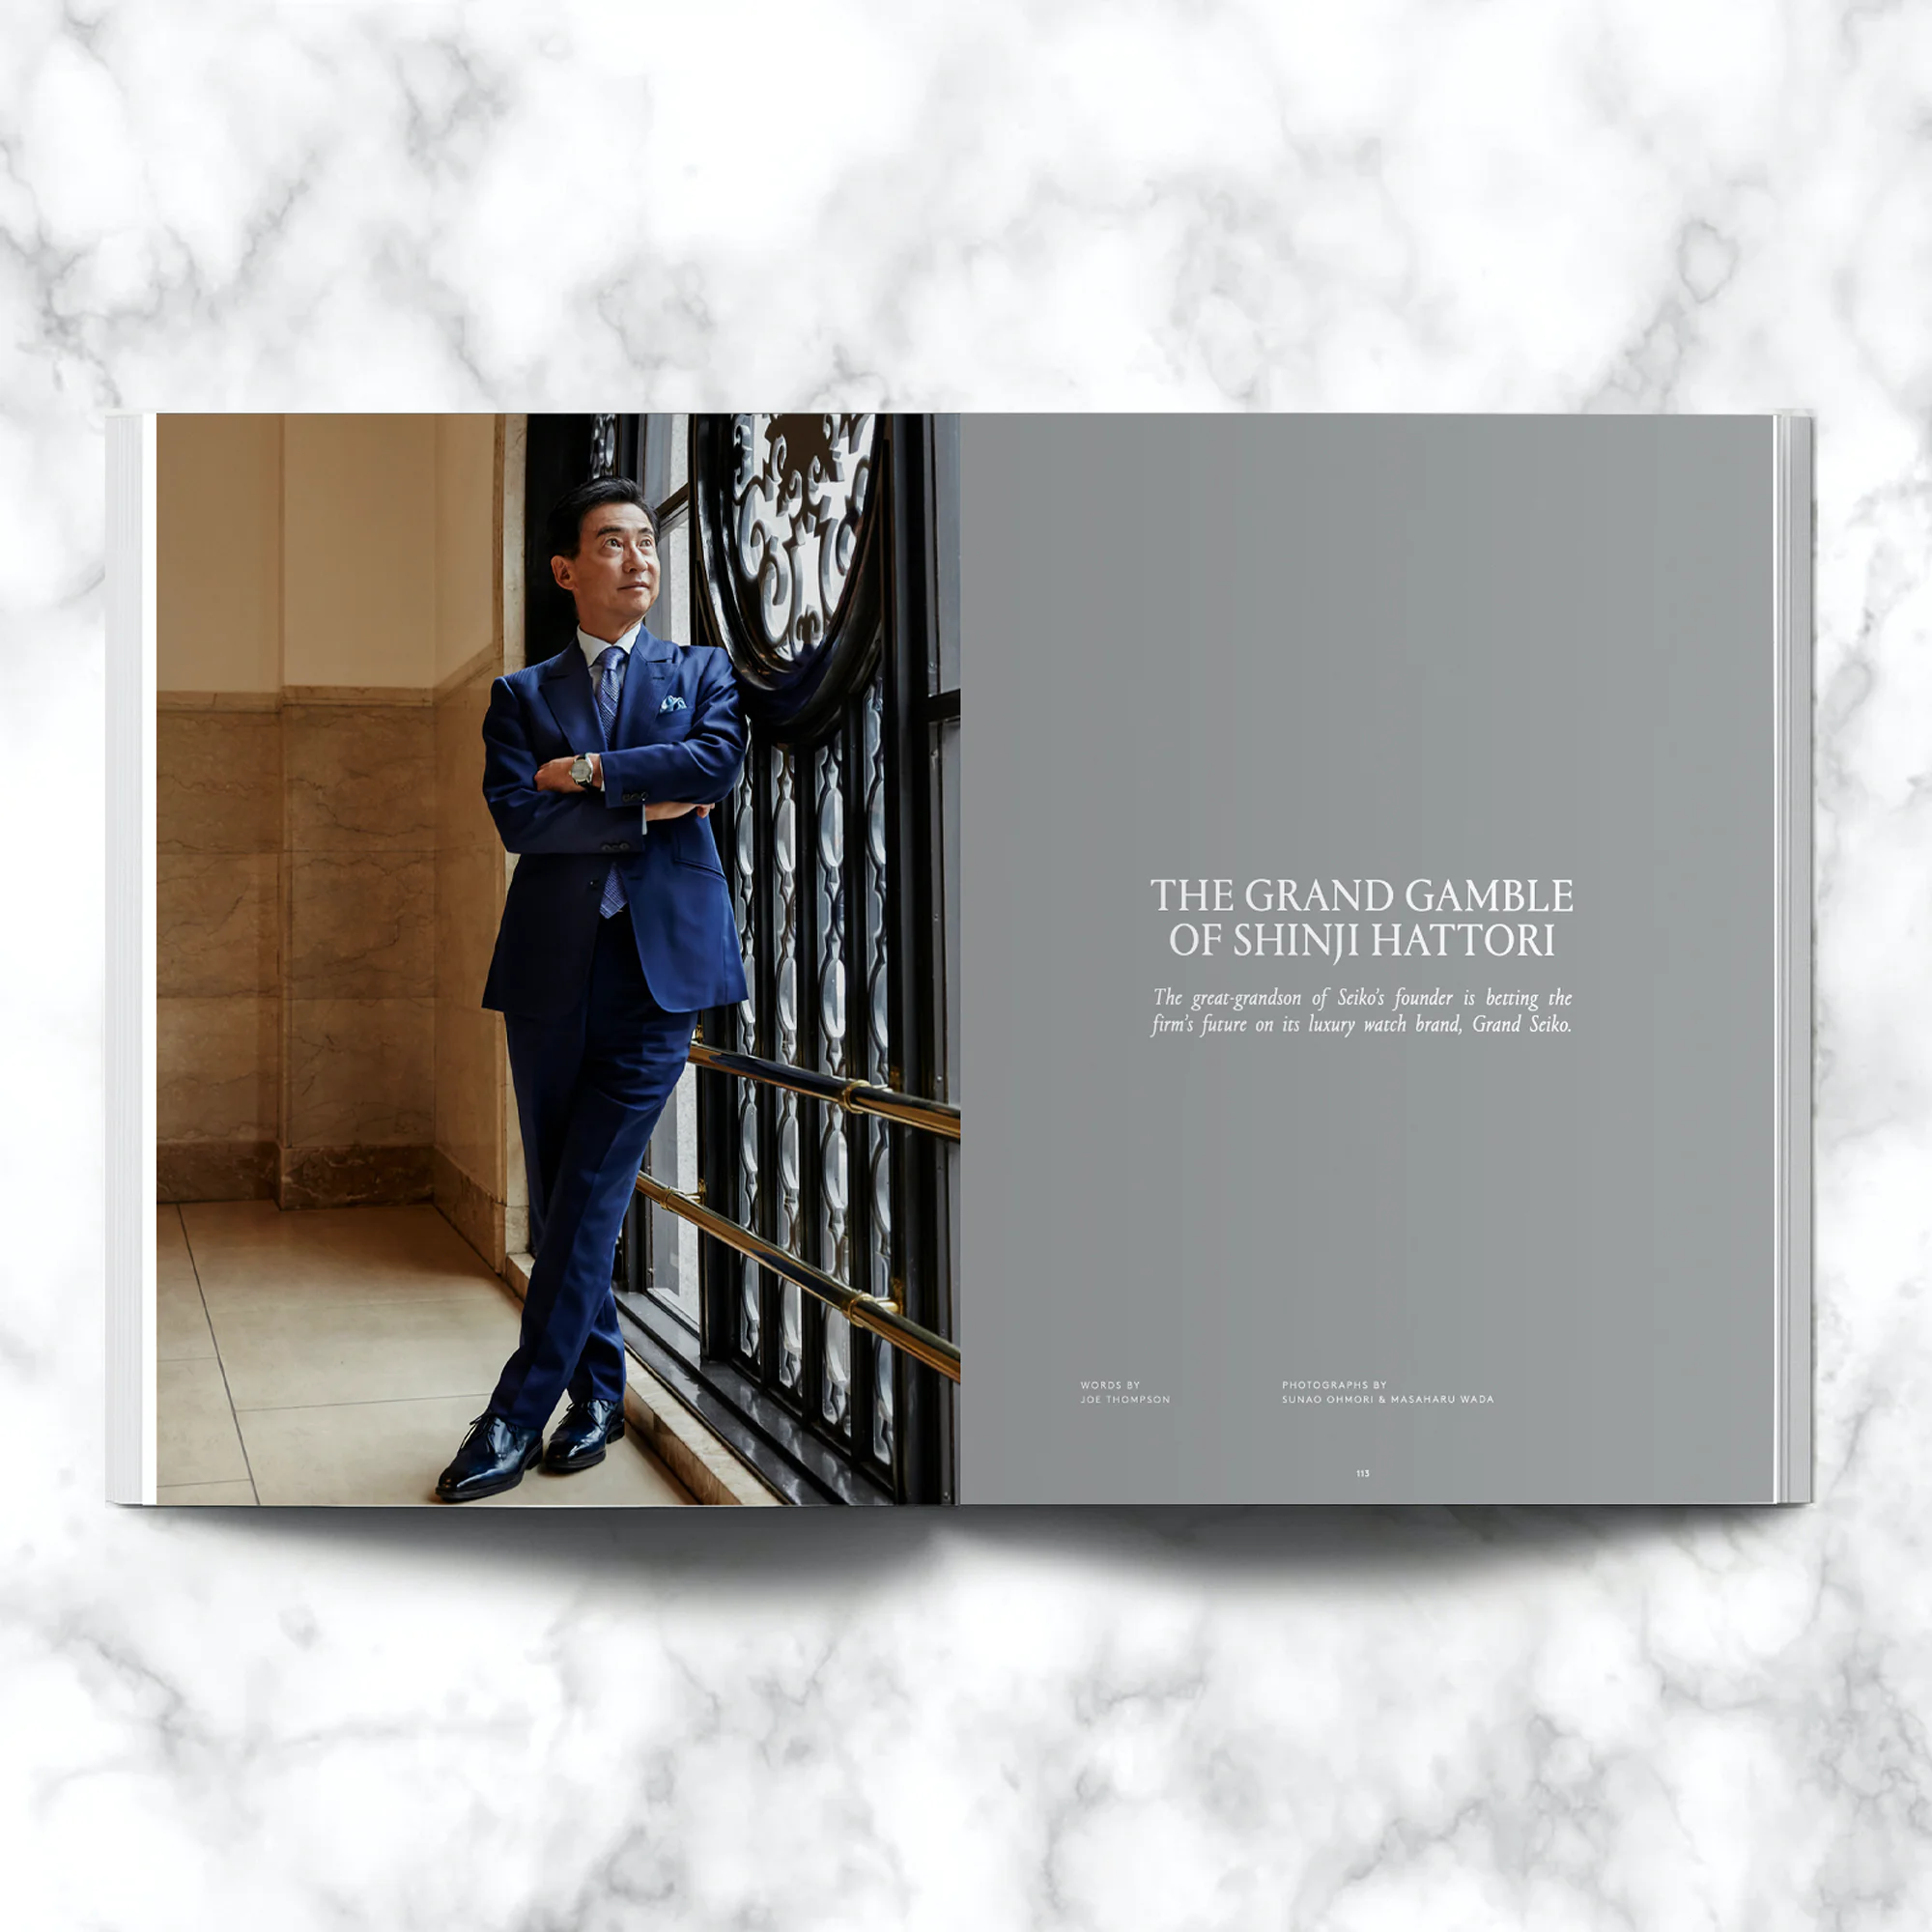 THE GRAND GAMBLE
OF SHINJI HATTORI
The great-grandson of Seiko's founder is betting the
firm's future on its luxury watch brand, Grand Seiko.
WORDS BY
JOE THOMPSON
PHOTOGRAPHS BY
SUNAO OHMORI & MASAHARU WADA
113